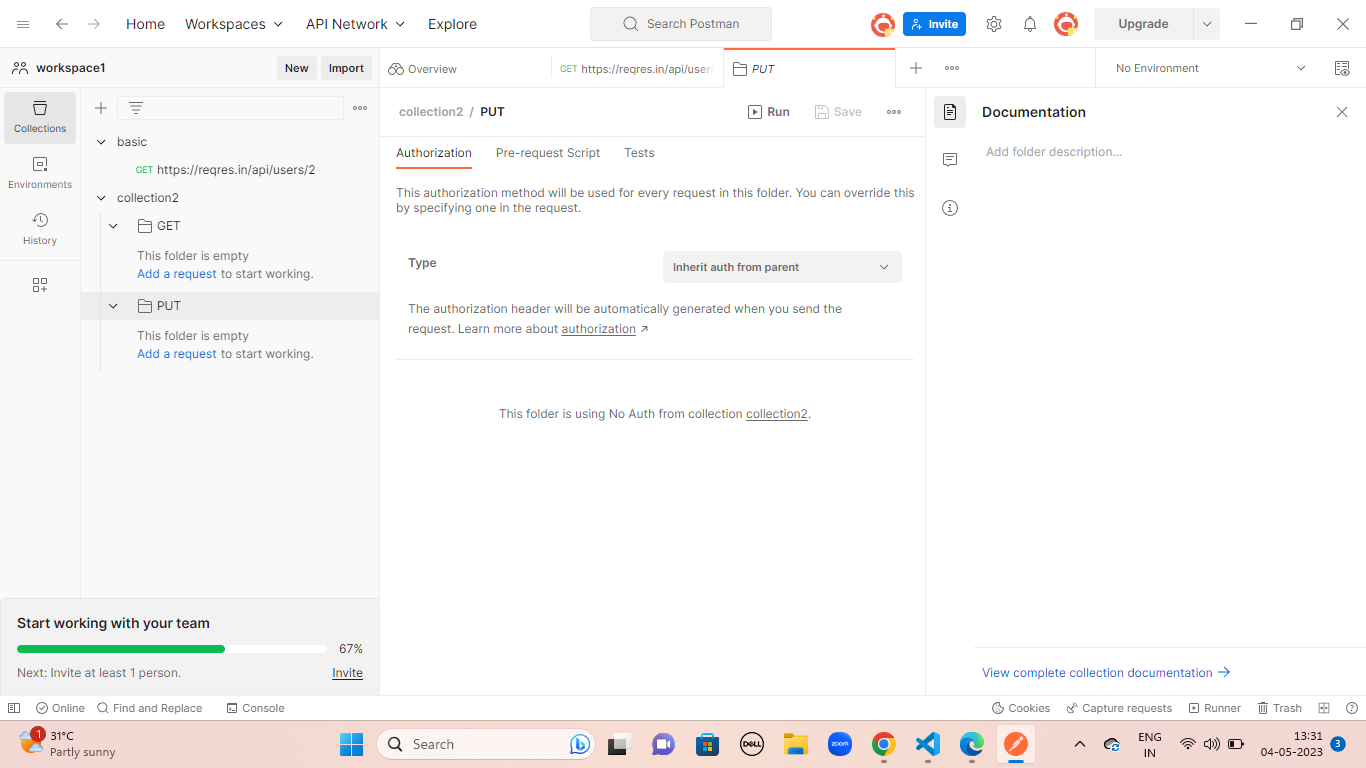 Home Workspaces API Network Explore Search Postman Invite Upgrade
workspace1 New Import Overview GET https://reqres.in/api/users PUT No Environment
Collections
Environments
History
basic
GET https://reqres.in/api/users/2
collection2
GET
This folder is empty
Add a request to start working.
PUT
This folder is empty
Add a request to start working.
Start working with your team
67%
Next: Invite at least 1 person. Invite
collection2 / PUT Run Save
Authorization Pre-request Script Tests
This authorization method will be used for every request in this folder. You can override this
by specifying one in the request.
Type Inherit auth from parent
The authorization header will be automatically generated when you send the
request. Learn more about authorization ↗
This folder is using No Auth from collection collection2.
Documentation
Add folder description...
View complete collection documentation →
Online Find and Replace Console Cookies Capture requests Runner Trash
1
31°C
Partly sunny
Search
DELL
zoom
ENG
IN
13:31
04-05-2023
3